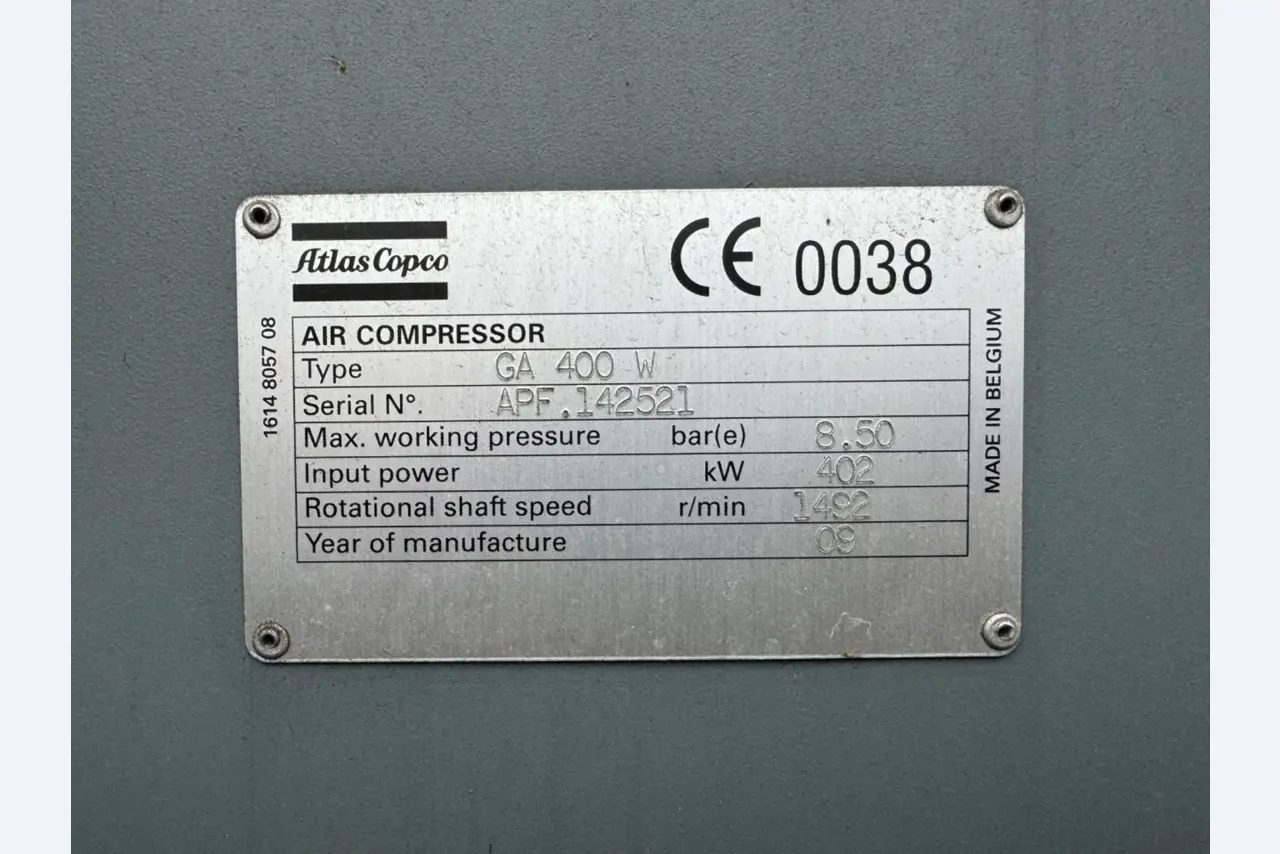 Atlas Copco
CE 0038
AIR COMPRESSOR
Type GA 400 W
Serial N°. APF.142521
Max. working pressure bar(e) 8.50
Input power kW 402
Rotational shaft speed r/min 1492
Year of manufacture 09
1614 8057 08
MADE IN BELGIUM